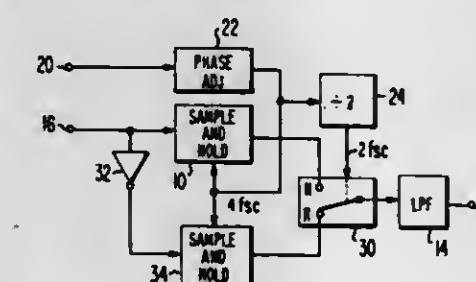 22
20
PHASE
ADJ
÷2
24
16
SAMPLE
AND
HOLD
2 fsc
32
10
4 fsc
N
R
LPF
SAMPLE
AND
HOLD
34
30
14